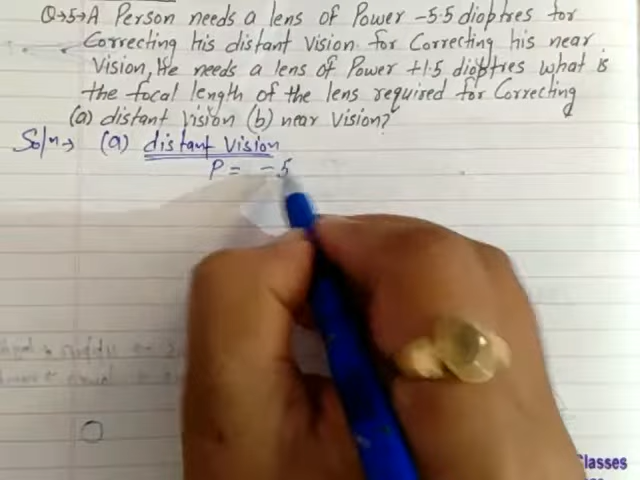 Q→5→A Person needs a lens of Power -5.5 dioptres for
Correcting his distant Vision. for Correcting his near
Vision, He needs a lens of Power +1.5 dioptres what is
the focal length of the lens required for Correcting
(a) distant Vision (b) near Vision?
Soln→ (a) distant Vision
P = -5
Classes